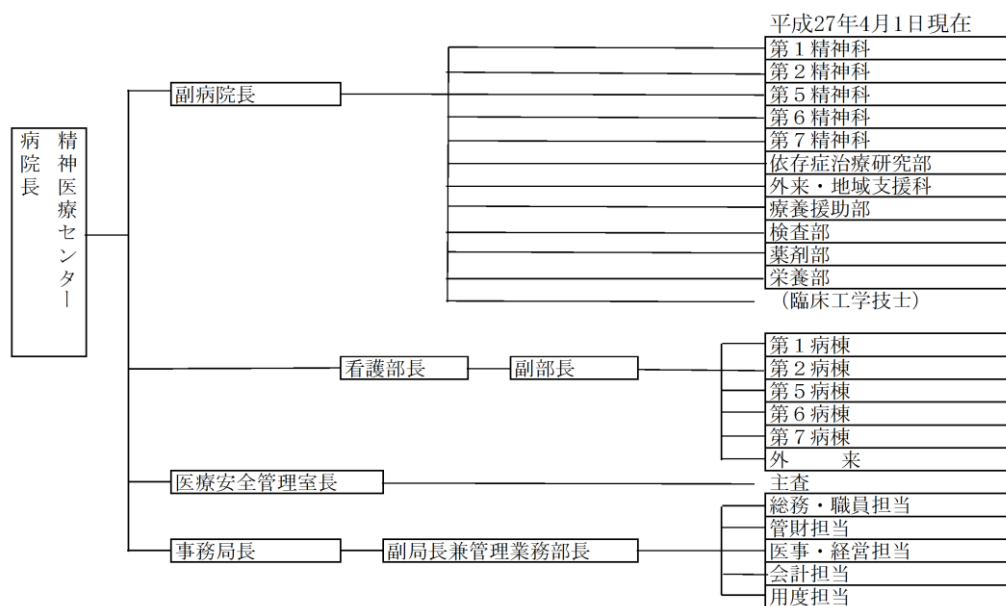 平成27年4月1日現在
精神医療センター
病院長
副病院長
第1精神科
第2精神科
第5精神科
第6精神科
第7精神科
依存症治療研究部
外来・地域支援科
療養援助部
検査部
薬剤部
栄養部
(臨床工学技士)
看護部長
副部長
第1病棟
第2病棟
第5病棟
第6病棟
第7病棟
外 来
医療安全管理室長
主査
事務局長
副局長兼管理業務部長
総務・職員担当
管財担当
医事・経営担当
会計担当
用度担当